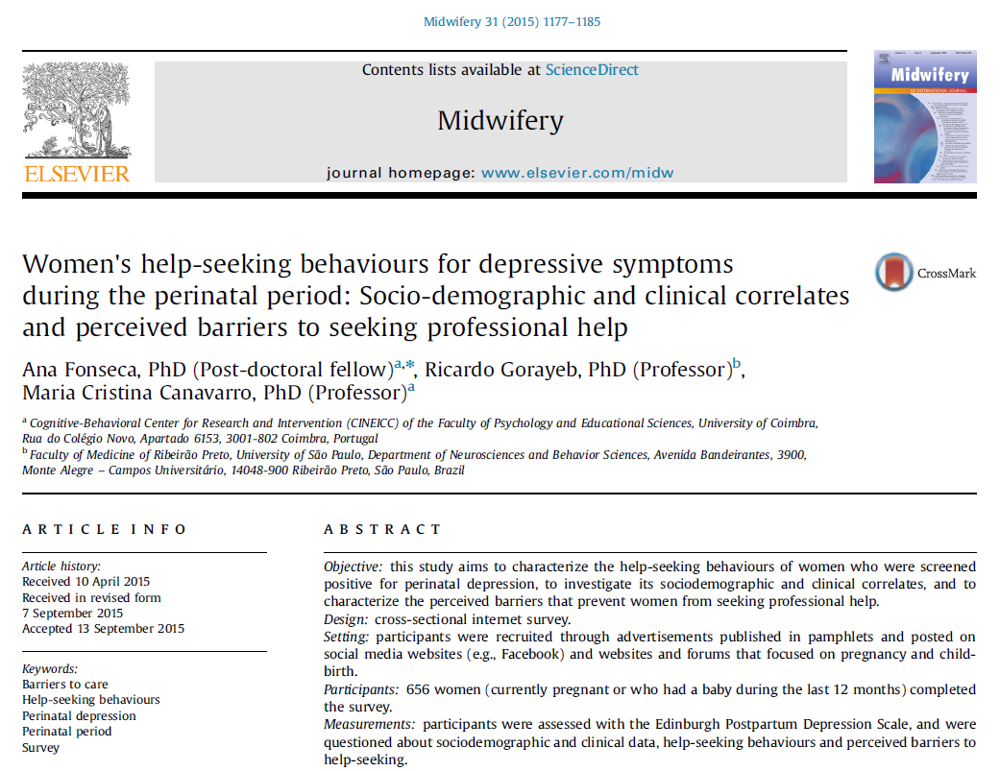 Midwifery 31 (2015) 1177–1185
Contents lists available at ScienceDirect
Midwifery
journal homepage: www.elsevier.com/midw
ELSEVIER
Midwifery
Women's help-seeking behaviours for depressive symptoms
during the perinatal period: Socio-demographic and clinical correlates
and perceived barriers to seeking professional help
CrossMark
Ana Fonseca, PhD (Post-doctoral fellow)a,*, Ricardo Gorayeb, PhD (Professor)b,
Maria Cristina Canavarro, PhD (Professor)a
a Cognitive-Behavioral Center for Research and Intervention (CINEICC) of the Faculty of Psychology and Educational Sciences, University of Coimbra,
Rua do Colégio Novo, Apartado 6153, 3001-802 Coimbra, Portugal
b Faculty of Medicine of Ribeirão Preto, University of São Paulo, Department of Neurosciences and Behavior Sciences, Avenida Bandeirantes, 3900,
Monte Alegre – Campos Universitário, 14048-900 Ribeirão Preto, São Paulo, Brazil
ARTICLE INFO
Article history:
Received 10 April 2015
Received in revised form
7 September 2015
Accepted 13 September 2015
Keywords:
Barriers to care
Help-seeking behaviours
Perinatal depression
Perinatal period
Survey
ABSTRACT
Objective: this study aims to characterize the help-seeking behaviours of women who were screened
positive for perinatal depression, to investigate its sociodemographic and clinical correlates, and to
characterize the perceived barriers that prevent women from seeking professional help.
Design: cross-sectional internet survey.
Setting: participants were recruited through advertisements published in pamphlets and posted on
social media websites (e.g., Facebook) and websites and forums that focused on pregnancy and child-
birth.
Participants: 656 women (currently pregnant or who had a baby during the last 12 months) completed
the survey.
Measurements: participants were assessed with the Edinburgh Postpartum Depression Scale, and were
questioned about sociodemographic and clinical data, help-seeking behaviours and perceived barriers to
help-seeking.